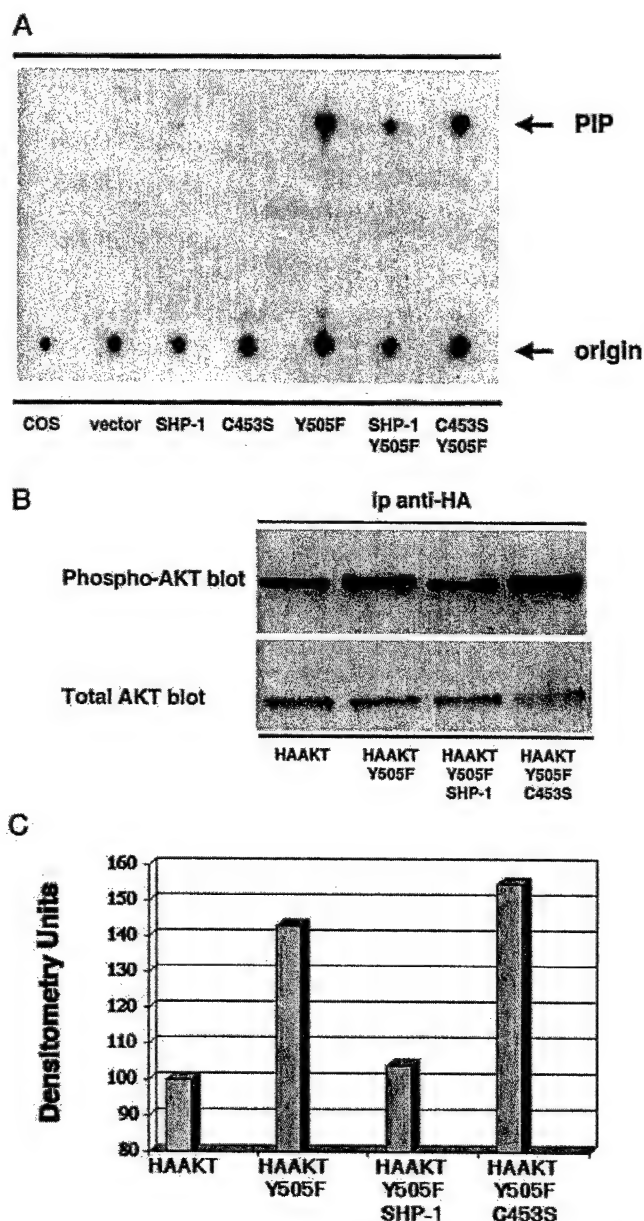 A
PIP
origin
COS vector SHP-1 C453S Y505F SHP-1 C453S
Y505F Y505F
B
ip anti-HA
Phospho-AKT blot
Total AKT blot
HAAKT HAAKT HAAKT HAAKT
Y505F Y505F Y505F
SHP-1 C453S
C
160
150
140
130
120
110
100
90
80
Densitometry Units
HAAKT HAAKT HAAKT HAAKT
Y505F Y505F Y505F
SHP-1 C453S